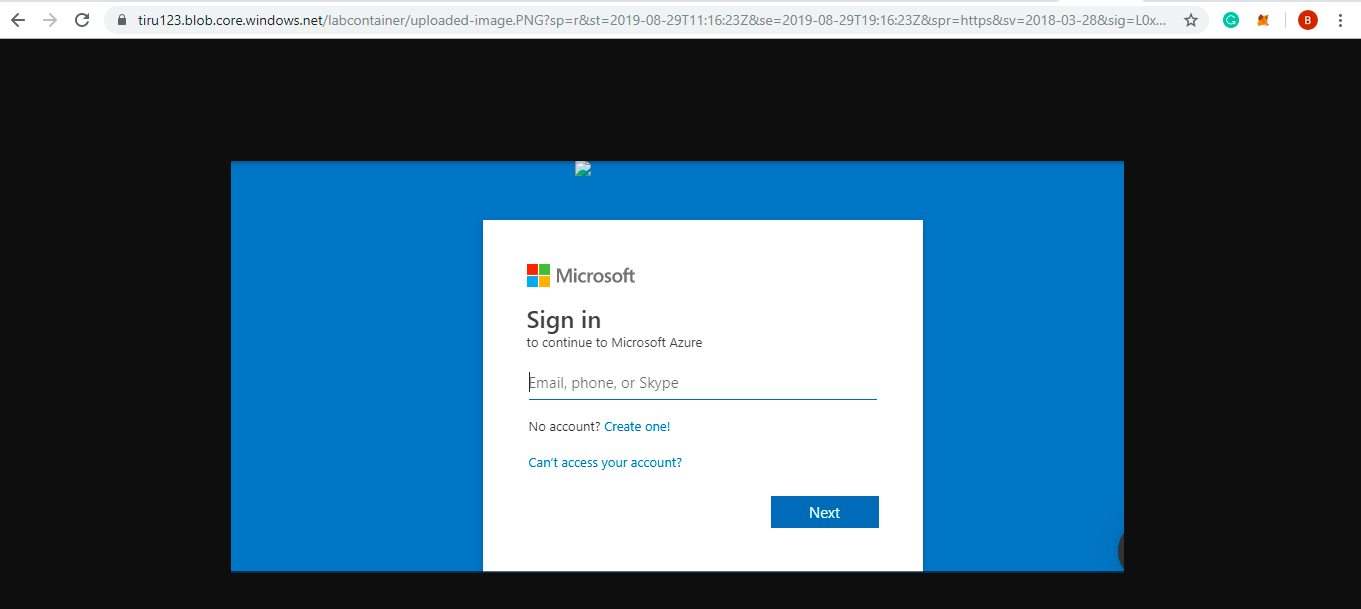 tiru123.blob.core.windows.net/labcontainer/uploaded-image.PNG?sp=r&st=2019-08-29T11:16:23Z&se=2019-08-29T19:16:23Z&spr=https&sv=2018-03-28&sig=L0x...
B
Microsoft
Sign in
to continue to Microsoft Azure
Email, phone, or Skype
No account? Create one!
Can’t access your account?
Next